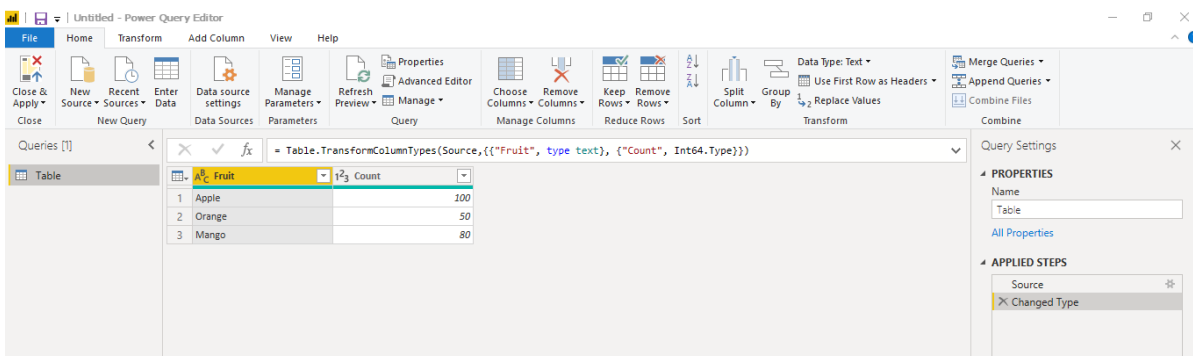 Untitled - Power Query Editor
File Home Transform Add Column View Help
Close & Apply
New Source
Recent Sources
Enter Data
Data source settings
Manage Parameters
Refresh Preview
Properties
Advanced Editor
Manage
Choose Columns
Remove Columns
Keep Rows
Remove Rows
Split Column
Group By
Data Type: Text
Use First Row as Headers
Replace Values
Merge Queries
Append Queries
Combine Files
Close New Query Data Sources Parameters Query Manage Columns Reduce Rows Sort Transform Combine
Queries [1]
fx = Table.TransformColumnTypes(Source,{{"Fruit", type text}, {"Count", Int64.Type}})
Query Settings
Table
ABC Fruit 123 Count
1 Apple 100
2 Orange 50
3 Mango 80
PROPERTIES
Name
Table
All Properties
APPLIED STEPS
Source
Changed Type